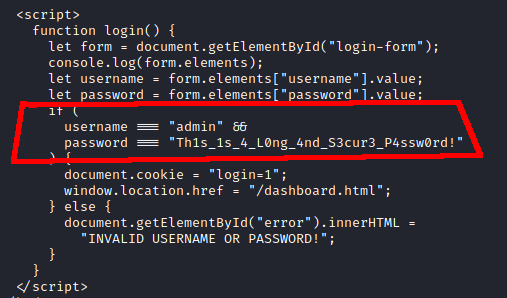 <script>
function login() {
let form = document.getElementById("login-form");
console.log(form.elements);
let username = form.elements["username"].value;
let password = form.elements["password"].value;
if (
username === "admin" &&
password === "Th1s_1s_4_L0ng_4nd_S3cur3_P4ssw0rd!"
) {
document.cookie = "login=1";
window.location.href = "/dashboard.html";
} else {
document.getElementById("error").innerHTML =
"INVALID USERNAME OR PASSWORD!";
}
}
</script>